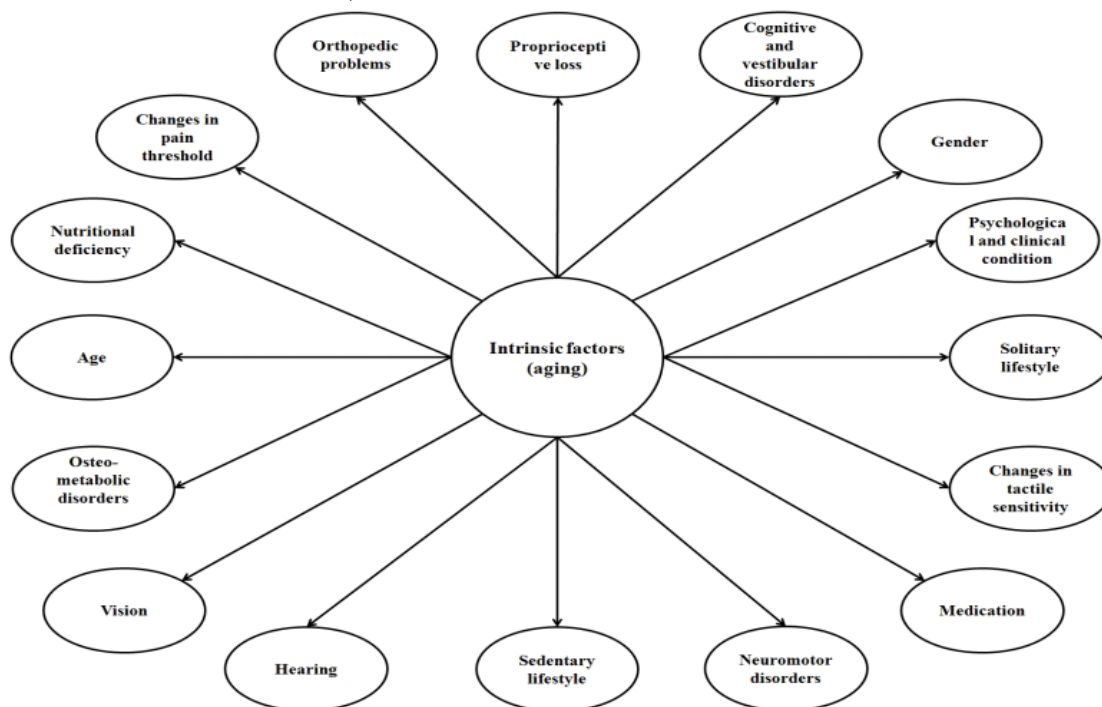 Orthopedic
problems
Propriocepti
ve loss
Cognitive
and
vestibular
disorders
Changes in
pain
threshold
Gender
Nutritional
deficiency
Psychologica
l and clinical
condition
Intrinsic factors
(aging)
Age
Solitary
lifestyle
Osteo-
metabolic
disorders
Changes in
tactile
sensitivity
Vision
Medication
Hearing
Sedentary
lifestyle
Neuromotor
disorders